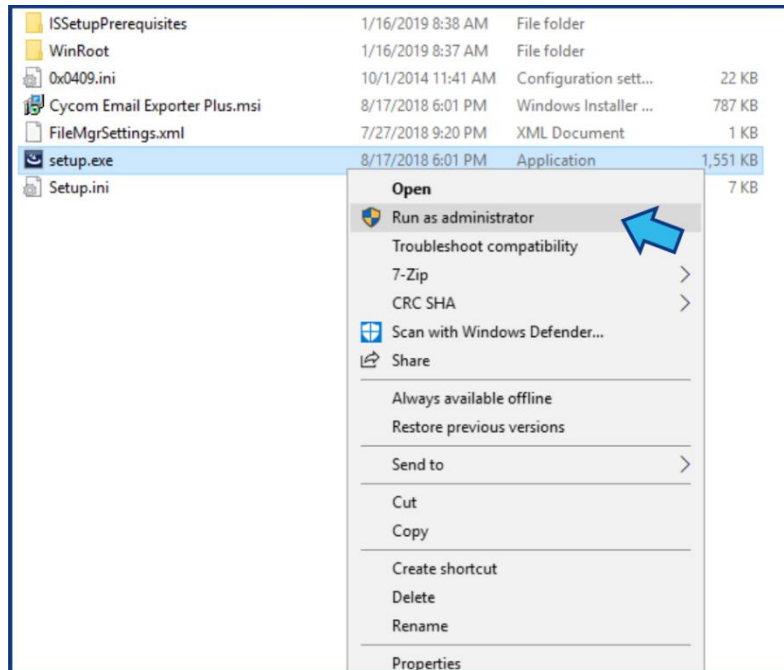 ISSetupPrerequisites 1/16/2019 8:38 AM File folder
WinRoot 1/16/2019 8:37 AM File folder
0x0409.ini 10/1/2014 11:41 AM Configuration sett... 22 KB
Cycom Email Exporter Plus.msi 8/17/2018 6:01 PM Windows Installer ... 787 KB
FileMgrSettings.xml 7/27/2018 9:20 PM XML Document 1 KB
setup.exe 8/17/2018 6:01 PM Application 1,551 KB
Setup.ini 7 KB
Open
Run as administrator
Troubleshoot compatibility
7-Zip
CRC SHA
Scan with Windows Defender...
Share
Always available offline
Restore previous versions
Send to
Cut
Copy
Create shortcut
Delete
Rename
Properties